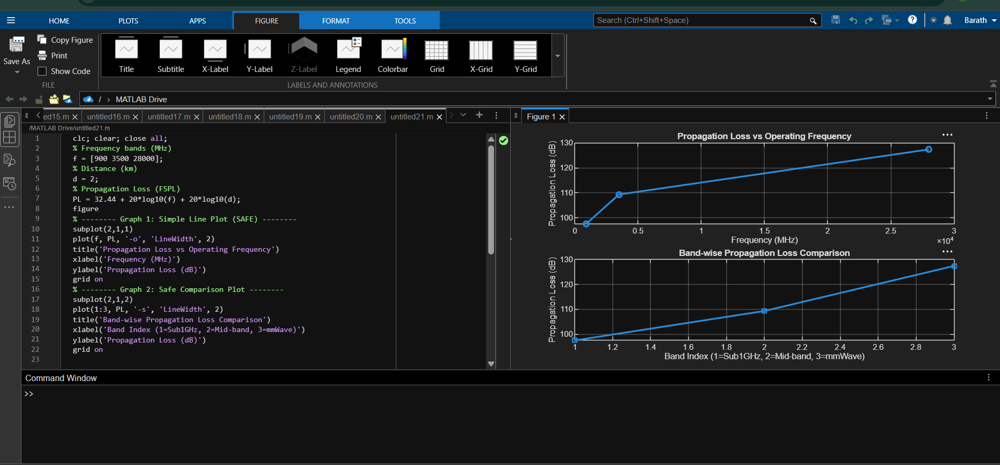 HOME PLOTS APPS FIGURE FORMAT TOOLS Search (Ctrl+Shift+Space) ? Barath
Save As
Copy Figure
Print
Show Code
FILE
Title Subtitle X-Label Y-Label Z-Label Legend Colorbar Grid X-Grid Y-Grid
LABELS AND ANNOTATIONS
/ › MATLAB Drive
ed15.m untitled16.m untitled17.m untitled18.m untitled19.m untitled20.m untitled21.m
/MATLAB Drive/untitled21.m
1 clc; clear; close all;
2 % Frequency bands (MHz)
3 f = [900 3500 28000];
4 % Distance (km)
5 d = 2;
6 % Propagation Loss (FSPL)
7 PL = 32.44 + 20*log10(f) + 20*log10(d);
8 figure
9 % -------- Graph 1: Simple Line Plot (SAFE) --------
10 subplot(2,1,1)
11 plot(f, PL, '-o', 'LineWidth', 2)
12 title('Propagation Loss vs Operating Frequency')
13 xlabel('Frequency (MHz)')
14 ylabel('Propagation Loss (dB)')
15 grid on
16 % -------- Graph 2: Safe Comparison Plot --------
17 subplot(2,1,2)
18 plot(1:3, PL, '-s', 'LineWidth', 2)
19 title('Band-wise Propagation Loss Comparison')
20 xlabel('Band Index (1=Sub1GHz, 2=Mid-band, 3=mmWave)')
21 ylabel('Propagation Loss (dB)')
22 grid on
23
Figure 1
Propagation Loss vs Operating Frequency
Propagation Loss (dB)
130
120
110
100
0 0.5 1 1.5 2 2.5 3
Frequency (MHz)
×10⁴
Band-wise Propagation Loss Comparison
Propagation Loss (dB)
130
120
110
100
1 1.2 1.4 1.6 1.8 2 2.2 2.4 2.6 2.8 3
Band Index (1=Sub1GHz, 2=Mid-band, 3=mmWave)
Command Window
>>